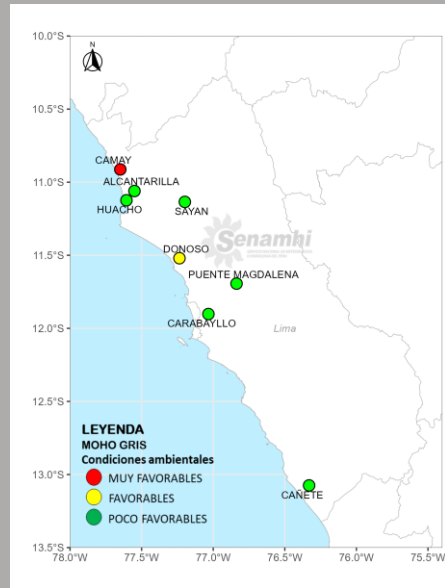 10.0°S
N
10.5°S
CAMAY
11.0°S
ALCANTARILLA
HUACHO
SAYAN
DONOSO
11.5°S
Senamhi
PUENTE MAGDALENA
12.0°S
CARABAYLLO
Lima
12.5°S
LEYENDA
MOHO GRIS
Condiciones ambientales
13.0°S
MUY FAVORABLES
FAVORABLES
POCO FAVORABLES
CAÑETE
13.5°S
78.0°W 77.5°W 77.0°W 76.5°W 76.0°W 75.5°W